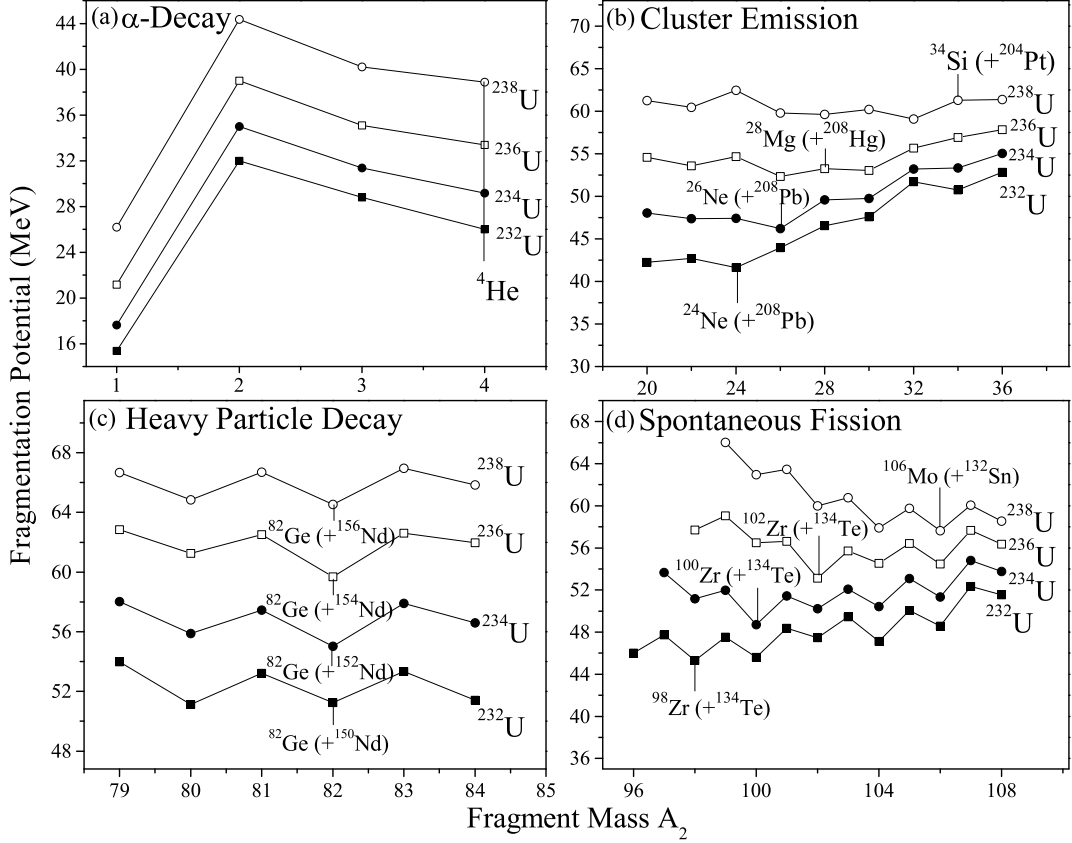 Fragmentation Potential (MeV)
(a) α-Decay
44
40
36
32
28
24
20
16
1 2 3 4
²³⁸U
²³⁶U
²³⁴U
²³²U
⁴He
(b) Cluster Emission
70
65
60
55
50
45
40
35
30
20 22 24 26 28 30 32 34 36
³⁴Si (+²⁰⁴Pt)
²³⁸U
²⁸Mg (+²⁰⁸Hg)
²³⁶U
²³⁴U
²⁶Ne (+²⁰⁸Pb)
²³²U
²⁴Ne (+²⁰⁸Pb)
(c) Heavy Particle Decay
68
64
60
56
52
48
79 80 81 82 83 84 85
²³⁸U
⁸²Ge (+¹⁵⁶Nd)
²³⁶U
⁸²Ge (+¹⁵⁴Nd)
²³⁴U
⁸²Ge (+¹⁵²Nd)
²³²U
⁸²Ge (+¹⁵⁰Nd)
(d) Spontaneous Fission
68
64
60
56
52
48
44
40
36
96 100 104 108
¹⁰⁶Mo (+¹³²Sn)
²³⁸U
¹⁰²Zr (+¹³⁴Te)
²³⁶U
¹⁰⁰Zr (+¹³⁴Te)
²³⁴U
²³²U
⁹⁸Zr (+¹³⁴Te)
Fragment Mass A₂